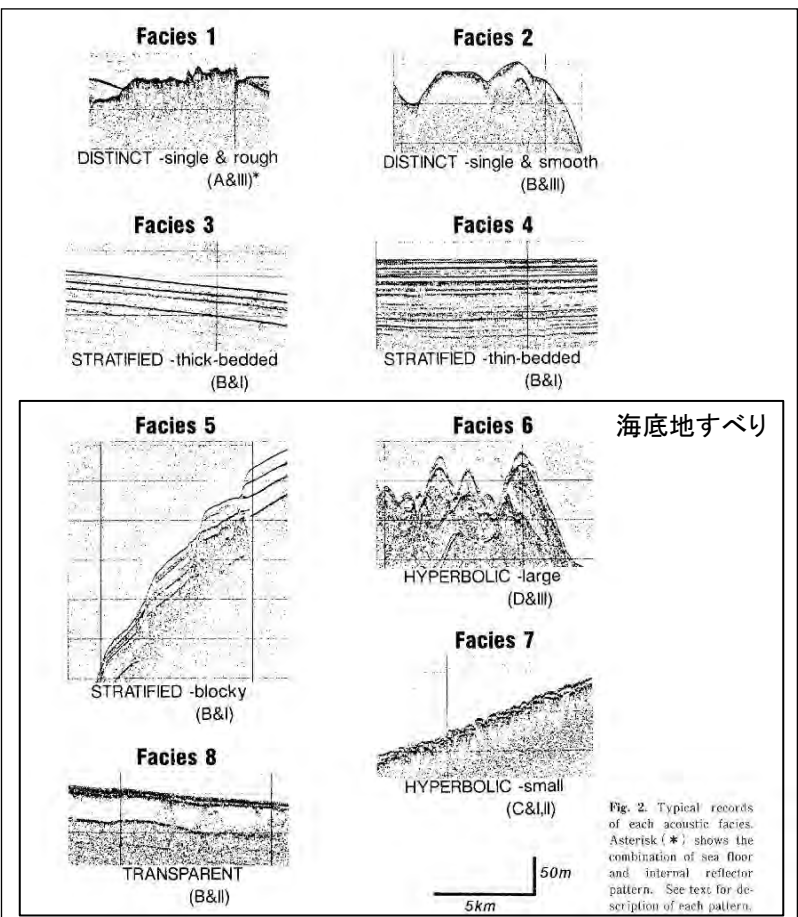 Facies 1
DISTINCT -single & rough
(A&III)*
Facies 2
DISTINCT -single & smooth
(B&III)
Facies 3
STRATIFIED -thick-bedded
(B&I)
Facies 4
STRATIFIED -thin-bedded
(B&I)
海底地すべり
Facies 5
STRATIFIED -blocky
(B&I)
Facies 6
HYPERBOLIC -large
(D&III)
Facies 7
HYPERBOLIC -small
(C&I,II)
Facies 8
TRANSPARENT
(B&II)
50m
5km
Fig. 2. Typical records
of each acoustic facies.
Asterisk (*) shows the
combination of sea floor
and internal reflector
pattern. See text for de-
scription of each pattern.